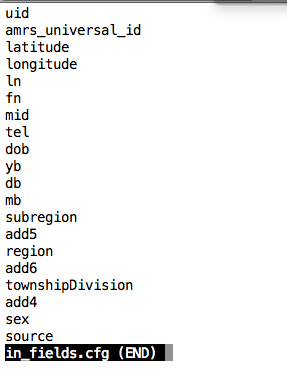 uid
amrs_universal_id
latitude
longitude
ln
fn
mid
tel
dob
yb
db
mb
subregion
add5
region
add6
townshipDivision
add4
sex
source
in_fields.cfg (END)